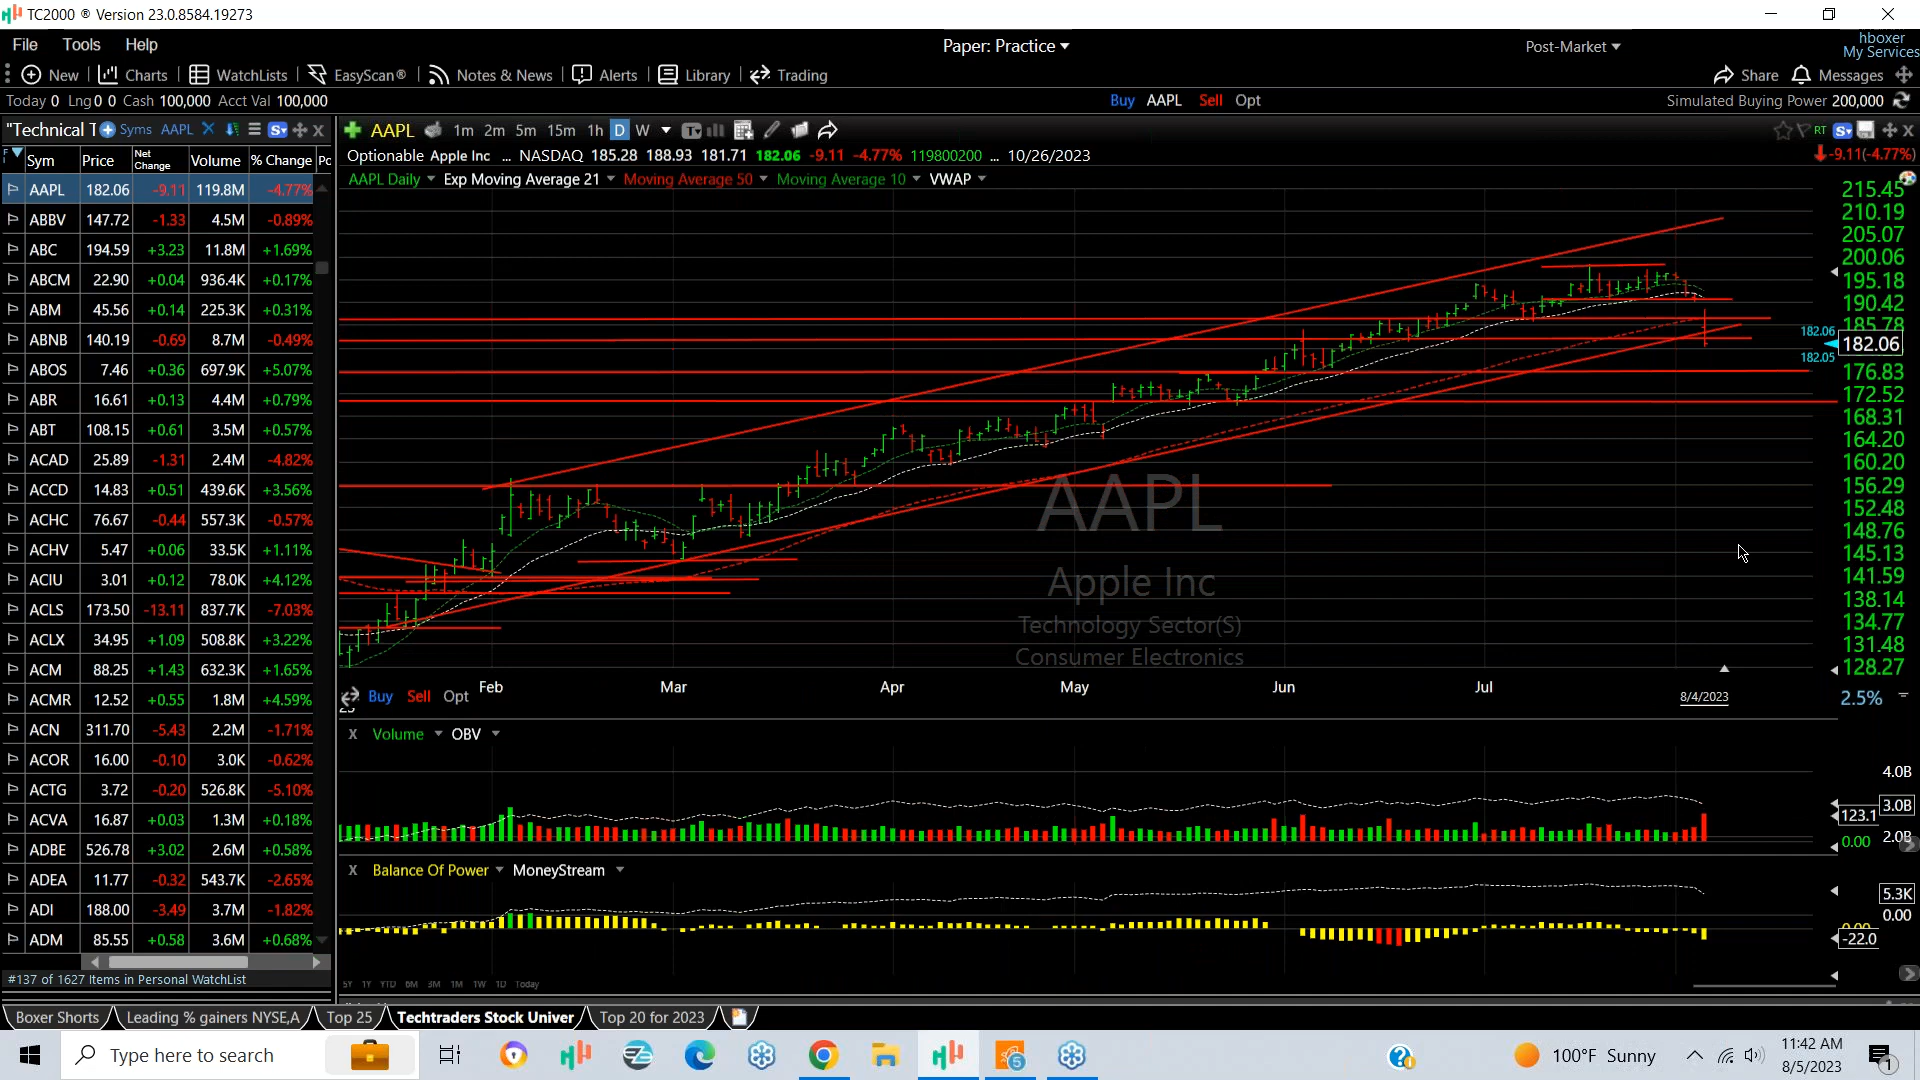 TC2000 ® Version 23.0.8584.19273
File Tools Help
Paper: Practice
Post-Market
hboxer
My Services
New Charts WatchLists EasyScan® Notes & News Alerts Library Trading
Share Messages
Today 0 Lng 0 0 Cash 100,000 Acct Val 100,000
Buy AAPL Sell Opt
Simulated Buying Power 200,000
"Technical T Syms AAPL
AAPL 1m 2m 5m 15m 1h D W
RT
Optionable Apple Inc ... NASDAQ 185.28 188.93 181.71 182.06 -9.11 -4.77% 119800200 ... 10/26/2023
-9.11(-4.77%)
AAPL Daily Exp Moving Average 21 Moving Average 50 Moving Average 10 VWAP
Sym Price Net Change Volume % Change
AAPL 182.06 -9.11 119.8M -4.77%
ABBV 147.72 -1.33 4.5M -0.89%
ABC 194.59 +3.23 11.8M +1.69%
ABCM 22.90 +0.04 936.4K +0.17%
ABM 45.56 +0.14 225.3K +0.31%
ABNB 140.19 -0.69 8.7M -0.49%
ABOS 7.46 +0.36 697.9K +5.07%
ABR 16.61 +0.13 4.4M +0.79%
ABT 108.15 +0.61 3.5M +0.57%
ACAD 25.89 -1.31 2.4M -4.82%
ACCD 14.83 +0.51 439.6K +3.56%
ACHC 76.67 -0.44 557.3K -0.57%
ACHV 5.47 +0.06 33.5K +1.11%
ACIU 3.01 +0.12 78.0K +4.12%
ACLS 173.50 -13.11 837.7K -7.03%
ACLX 34.95 +1.09 508.8K +3.22%
ACM 88.25 +1.43 632.3K +1.65%
ACMR 12.52 +0.55 1.8M +4.59%
ACN 311.70 -5.43 2.2M -1.71%
ACOR 16.00 -0.10 3.0K -0.62%
ACTG 3.72 -0.20 526.8K -5.10%
ACVA 16.87 +0.03 1.3M +0.18%
ADBE 526.78 +3.02 2.6M +0.58%
ADEA 11.77 -0.32 543.7K -2.65%
ADI 188.00 -3.49 3.7M -1.82%
ADM 85.55 +0.58 3.6M +0.68%
#137 of 1627 Items in Personal WatchList
215.45
210.19
205.07
200.06
195.18
190.42
185.78
182.06
182.06
182.05
176.83
172.52
168.31
164.20
160.20
156.29
152.48
148.76
145.13
141.59
138.14
134.77
131.48
128.27
AAPL
Apple Inc
Technology Sector(S)
Consumer Electronics
Buy Sell Opt
Feb Mar Apr May Jun Jul
8/4/2023
2.5%
X Volume OBV
4.0B
3.0B
123.1
0.00 2.0B
X Balance Of Power MoneyStream
5.3K
0.00
-22.0
5Y 1Y YTD 6M 3M 1M 1W 1D Today
Boxer Shorts Leading % gainers NYSE,A Top 25 Techtraders Stock Univer Top 20 for 2023
Type here to search
100°F Sunny
11:42 AM
8/5/2023